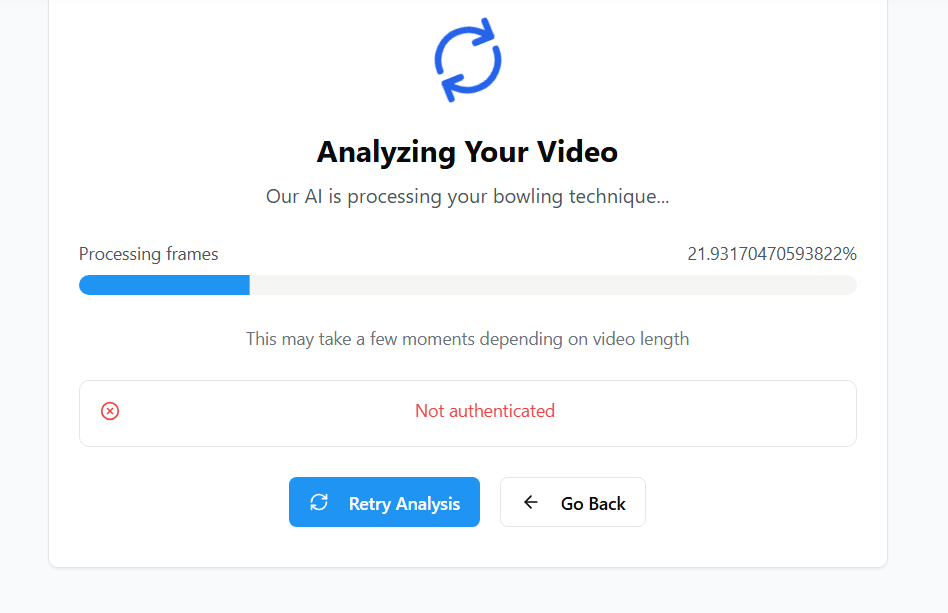 Analyzing Your Video
Our AI is processing your bowling technique...
Processing frames
21.93170470593822%
This may take a few moments depending on video length
Not authenticated
Retry Analysis
Go Back